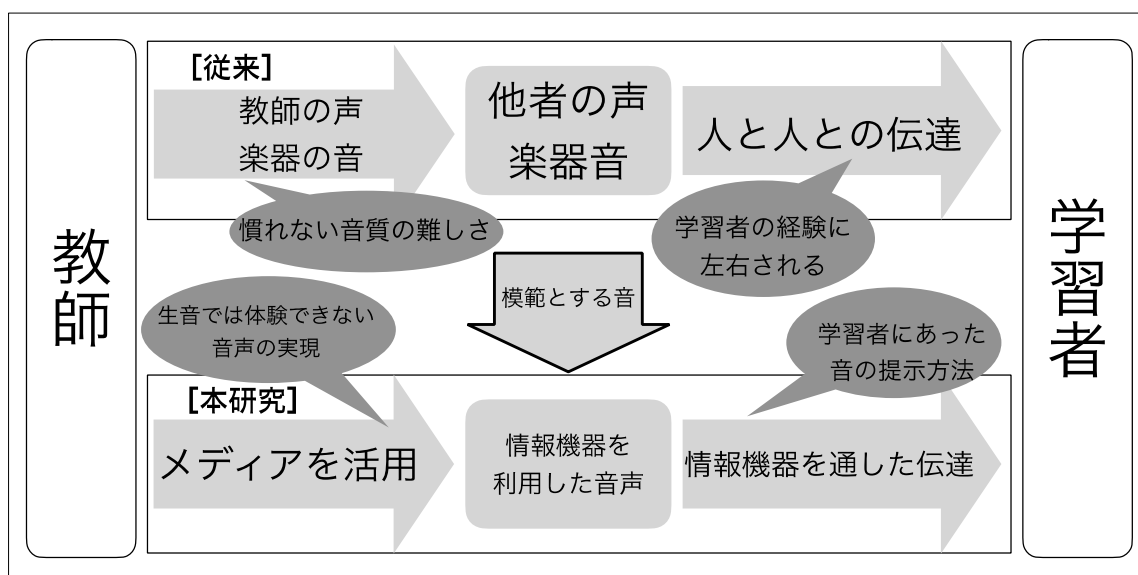 教師
[従来]
教師の声
楽器の音
他者の声
楽器音
人と人との伝達
慣れない音質の難しさ
学習者の経験に
左右される
模範とする音
生音では体験できない
音声の実現
学習者にあった
音の提示方法
[本研究]
メディアを活用
情報機器を
利用した音声
情報機器を通した伝達
学習者